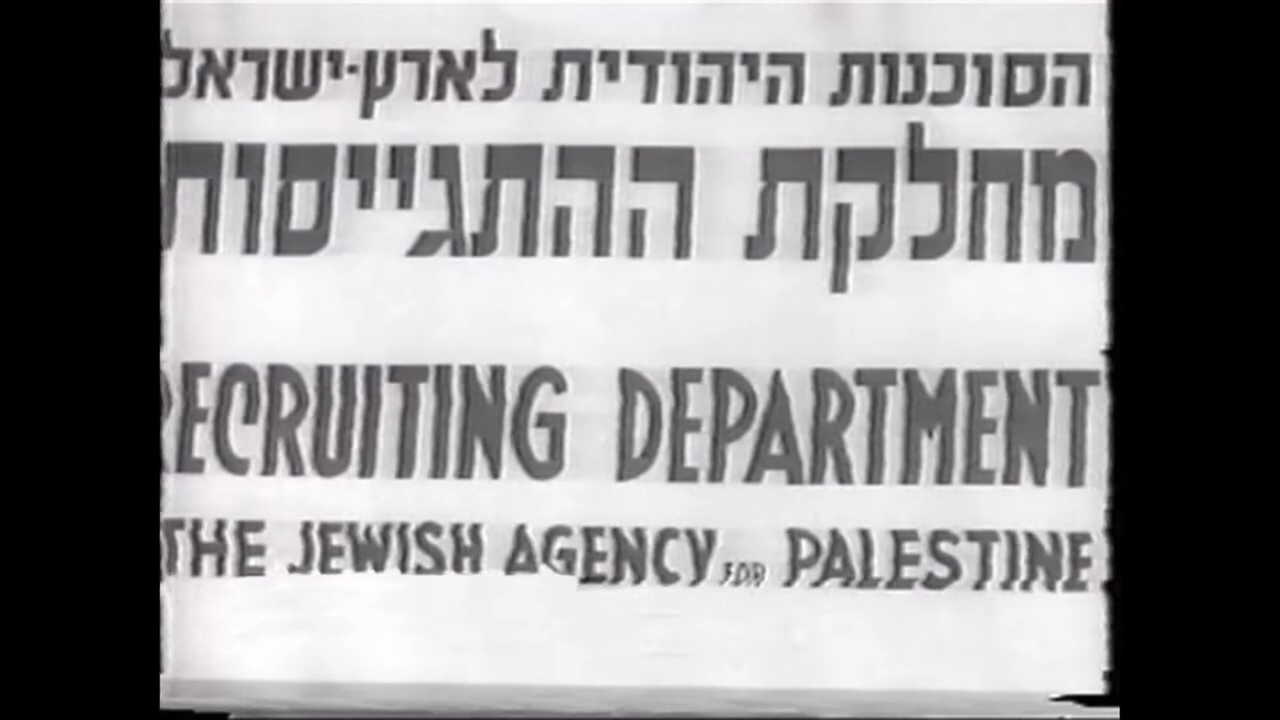 הסוכנות היהודית לארץ-ישראל
מחלקת ההתגייסות
RECRUITING DEPARTMENT
THE JEWISH AGENCY FOR PALESTINE